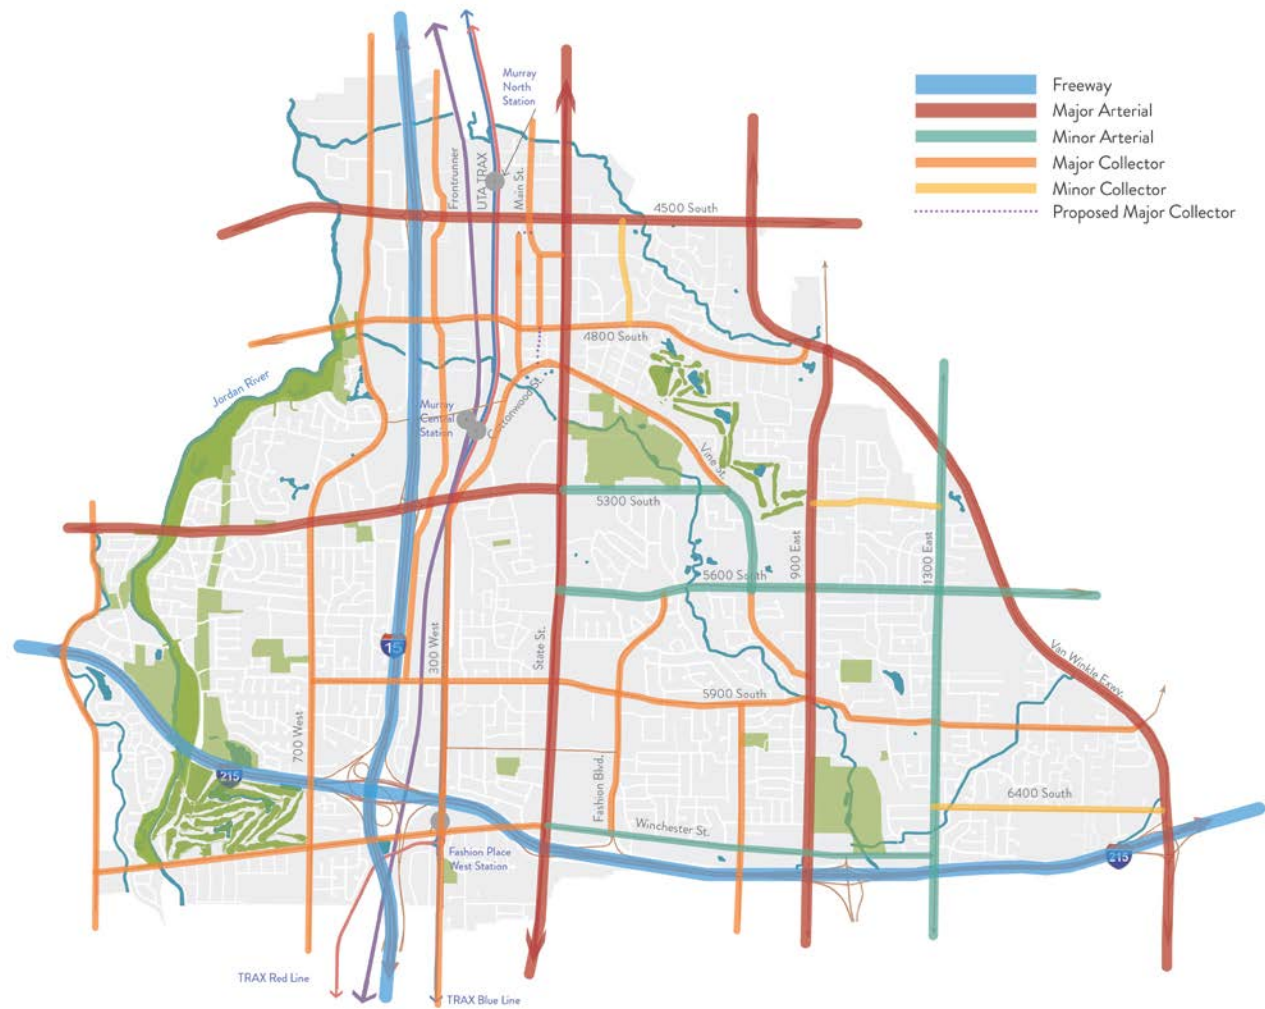 Murray
North
Station
Freeway
Major Arterial
Minor Arterial
Major Collector
Minor Collector
Proposed Major Collector
Frontrunner
UTA TRAX
Main St.
4500 South
4800 South
Jordan River
Murray
Central
Station
Cottonwood St.
Vine St.
5300 South
900 East
1300 East
5600 South
15
300 West
State St.
Van Winkle Exwy.
5900 South
700 West
215
Fashion Blvd.
6400 South
Winchester St.
215
Fashion Place
West Station
TRAX Red Line
TRAX Blue Line